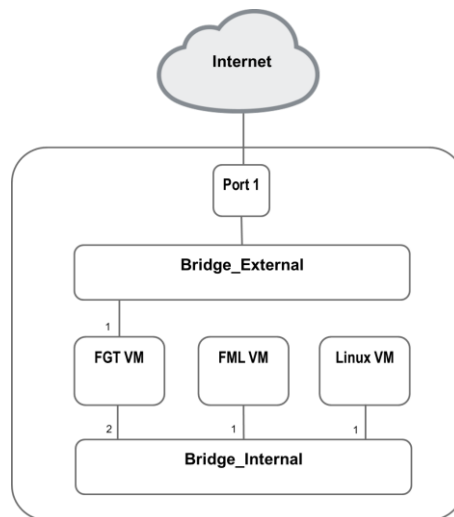 Internet
Port 1
Bridge_External
1
FGT VM
FML VM
Linux VM
2
1
1
Bridge_Internal